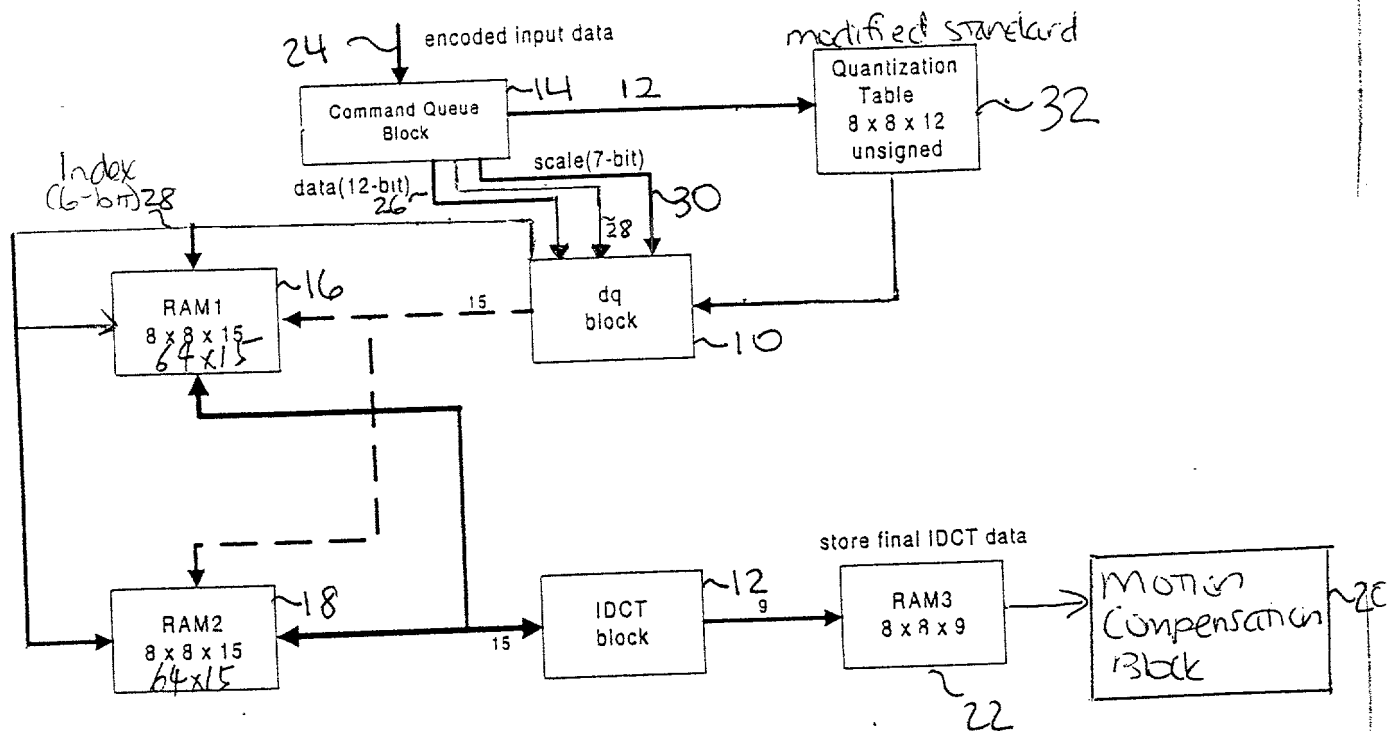 24
encoded input data
modified standard
Command Queue
Block
14
12
Quantization
Table
8 x 8 x 12
unsigned
32
Index
(6-bit) 28
data(12-bit)
26
scale(7-bit)
28
30
RAM1
8 x 8 x 15
64x15
16
15
dq
block
10
RAM2
8 x 8 x 15
64x15
18
15
IDCT
block
12
9
store final IDCT data
RAM3
8 x 8 x 9
22
Motion
Compensation
Block
20